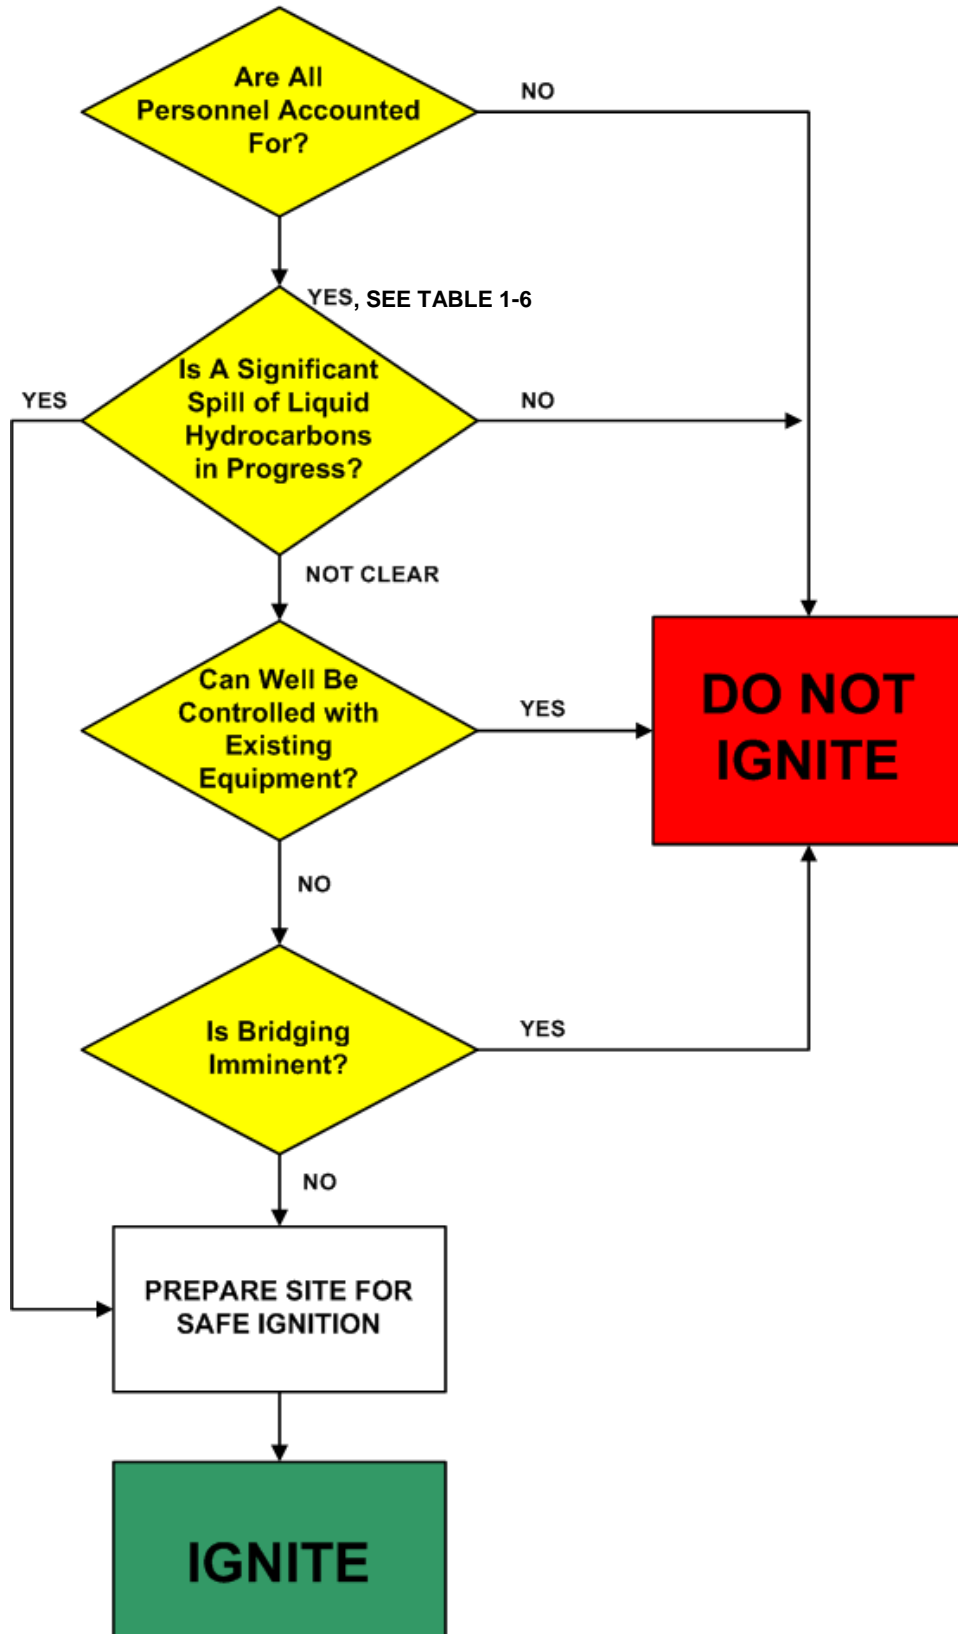 Are All
Personnel Accounted
For?
NO
YES, SEE TABLE 1-6
Is A Significant
Spill of Liquid
Hydrocarbons
in Progress?
YES
NO
NOT CLEAR
Can Well Be
Controlled with
Existing
Equipment?
YES
DO NOT
IGNITE
NO
Is Bridging
Imminent?
YES
NO
PREPARE SITE FOR
SAFE IGNITION
IGNITE